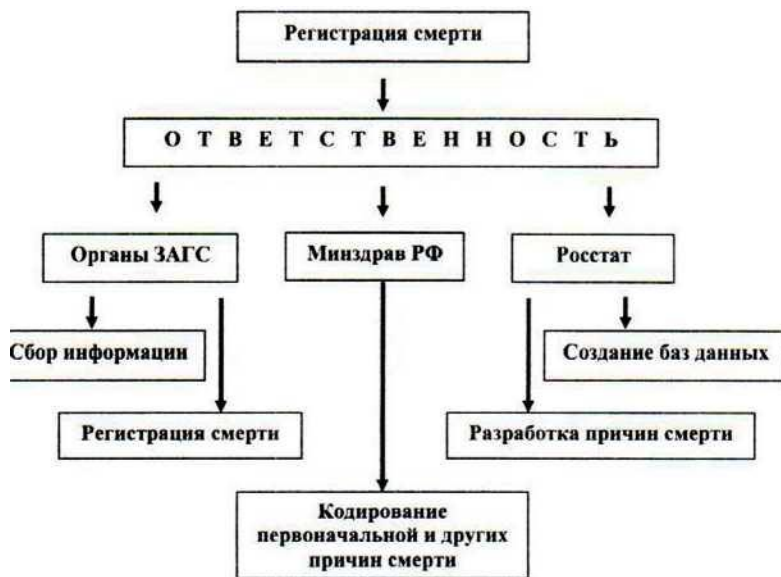 Регистрация смерти
О Т В Е Т С Т В Е Н Н О С Т Ь
Органы ЗАГС
Минздрав РФ
Росстат
Сбор информации
Создание баз данных
Регистрация смерти
Разработка причин смерти
Кодирование
первоначальной и других
причин смерти